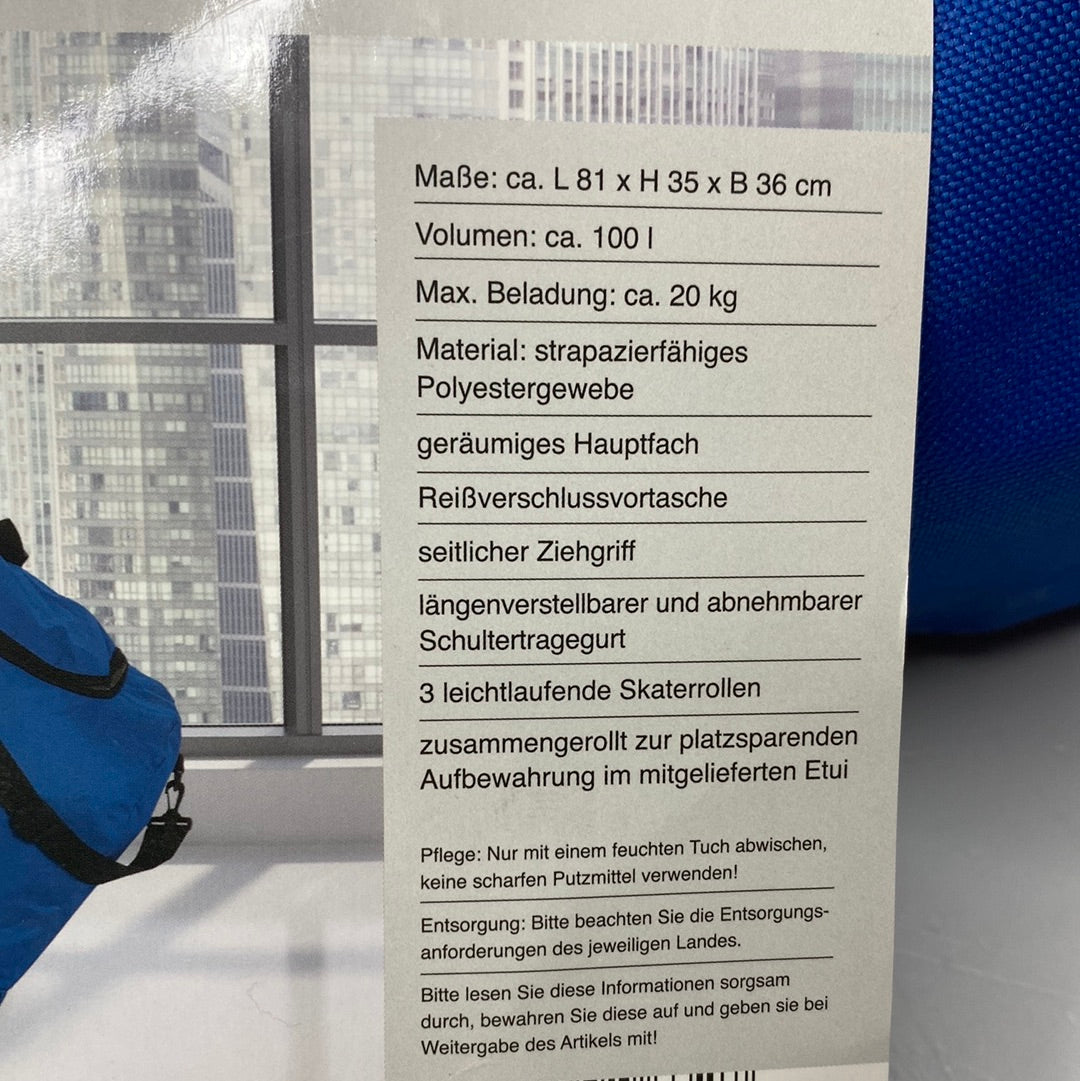 Maße: ca. L 81 x H 35 x B 36 cm
Volumen: ca. 100 l
Max. Beladung: ca. 20 kg
Material: strapazierfähiges
Polyestergewebe
geräumiges Hauptfach
Reißverschlussvortasche
seitlicher Ziehgriff
längenverstellbarer und abnehmbarer
Schultertragegurt
3 leichtlaufende Skaterrollen
zusammengerollt zur platzsparenden
Aufbewahrung im mitgelieferten Etui
Pflege: Nur mit einem feuchten Tuch abwischen,
keine scharfen Putzmittel verwenden!
Entsorgung: Bitte beachten Sie die Entsorgungs-
anforderungen des jeweiligen Landes.
Bitte lesen Sie diese Informationen sorgsam
durch, bewahren Sie diese auf und geben sie bei
Weitergabe des Artikels mit!